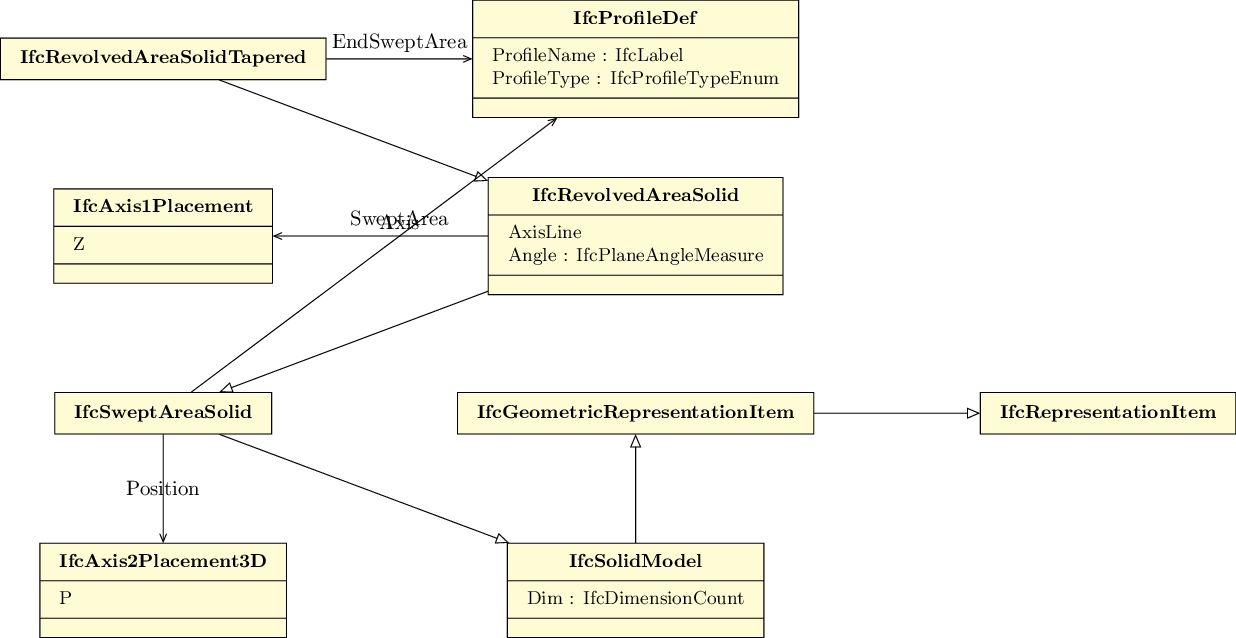 IfcProfileDef
ProfileName : IfcLabel
ProfileType : IfcProfileTypeEnum
IfcRevolvedAreaSolidTapered
EndSweptArea
IfcAxis1Placement
Z
SweptArea
Axis
IfcRevolvedAreaSolid
AxisLine
Angle : IfcPlaneAngleMeasure
IfcSweptAreaSolid
IfcGeometricRepresentationItem
IfcRepresentationItem
Position
IfcAxis2Placement3D
P
IfcSolidModel
Dim : IfcDimensionCount